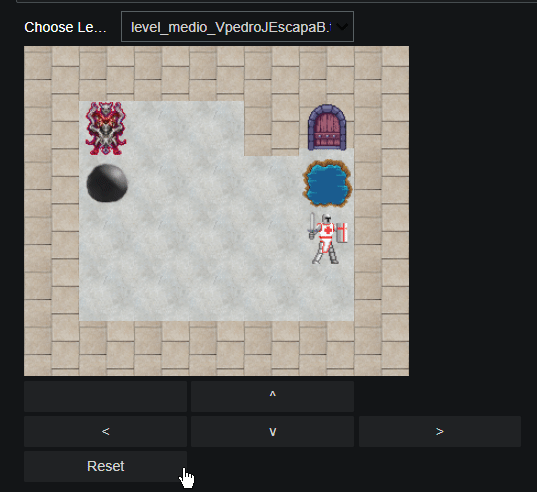 Choose Le...
level_medio_VpedroJEscapaB.
^
< v >
Reset